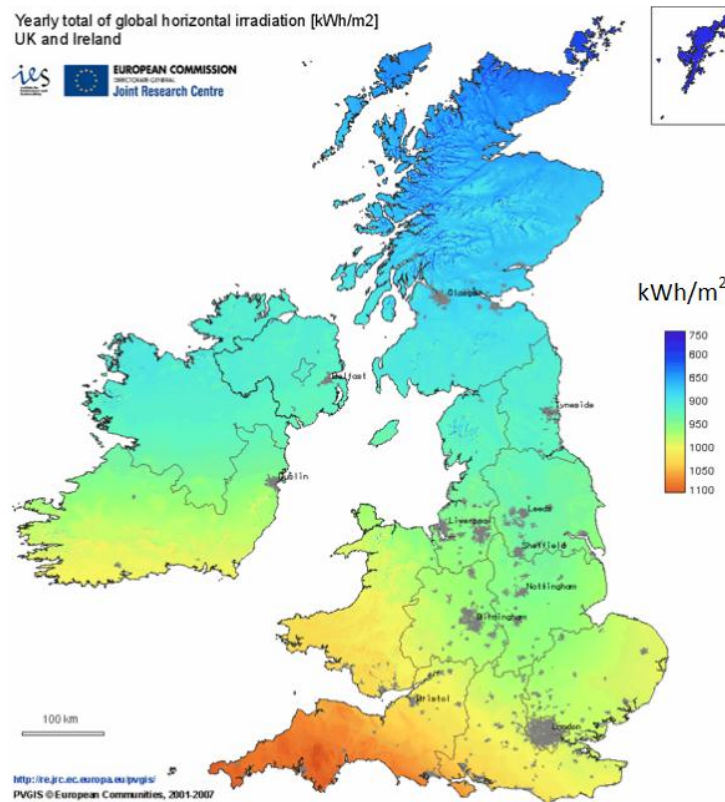 Yearly total of global horizontal irradiation [kWh/m2]
UK and Ireland
ies
EUROPEAN COMMISSION
DIRECTORATE-GENERAL
Joint Research Centre
kWh/m²
750
800
850
900
950
1000
1050
1100
Glasgow
Belfast
Tyneside
Dublin
Leeds
Liverpool
Sheffield
Nottingham
Birmingham
Bristol
London
100 km
http://re.jrc.ec.europa.eu/pvgis/
PVGIS © European Communities, 2001-2007